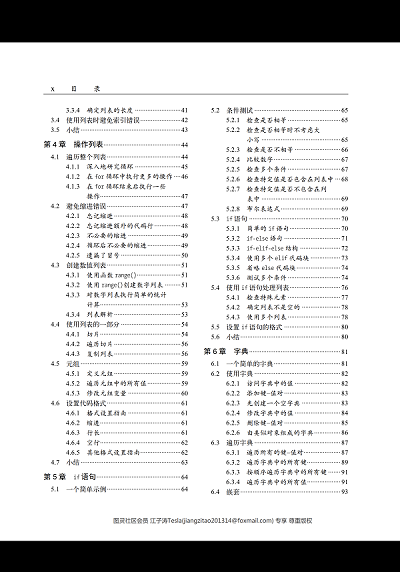 x 目 录
3.3.4 确定列表的长度 41
3.4 使用列表时避免索引错误 42
3.5 小结 43
第 4 章 操作列表 44
4.1 遍历整个列表 44
4.1.1 深入地研究循环 45
4.1.2 在 for 循环中执行更多的操作 46
4.1.3 在 for 循环结束后执行一些
操作 47
4.2 避免缩进错误 47
4.2.1 忘记缩进 48
4.2.2 忘记缩进额外的代码行 48
4.2.3 不必要的缩进 49
4.2.4 循环后不必要的缩进 49
4.2.5 遗漏了冒号 50
4.3 创建数值列表 51
4.3.1 使用函数 range() 51
4.3.2 使用 range()创建数字列表 51
4.3.3 对数字列表执行简单的统计
计算 53
4.3.4 列表解析 53
4.4 使用列表的一部分 54
4.4.1 切片 54
4.4.2 遍历切片 56
4.4.3 复制列表 56
4.5 元组 59
4.5.1 定义元组 59
4.5.2 遍历元组中的所有值 59
4.5.3 修改元组变量 60
4.6 设置代码格式 61
4.6.1 格式设置指南 61
4.6.2 缩进 61
4.6.3 行长 61
4.6.4 空行 62
4.6.5 其他格式设置指南 62
4.7 小结 63
第 5 章 if 语句 64
5.1 一个简单示例 64
5.2 条件测试 65
5.2.1 检查是否相等 65
5.2.2 检查是否相等时不考虑大
小写 65
5.2.3 检查是否不相等 66
5.2.4 比较数字 67
5.2.5 检查多个条件 67
5.2.6 检查特定值是否包含在列表中 68
5.2.7 检查特定值是否不包含在列
表中 69
5.2.8 布尔表达式 69
5.3 if 语句 70
5.3.1 简单的 if 语句 70
5.3.2 if-else 语句 71
5.3.3 if-elif-else 结构 72
5.3.4 使用多个 elif 代码块 73
5.3.5 省略 else 代码块 74
5.3.6 测试多个条件 74
5.4 使用 if 语句处理列表 76
5.4.1 检查特殊元素 77
5.4.2 确定列表不是空的 78
5.4.3 使用多个列表 78
5.5 设置 if 语句的格式 80
5.6 小结 80
第 6 章 字典 81
6.1 一个简单的字典 81
6.2 使用字典 82
6.2.1 访问字典中的值 82
6.2.2 添加键-值对 83
6.2.3 先创建一个空字典 83
6.2.4 修改字典中的值 84
6.2.5 删除键-值对 85
6.2.6 由类似对象组成的字典 86
6.3 遍历字典 87
6.3.1 遍历所有的键-值对 87
6.3.2 遍历字典中的所有键 89
6.3.3 按顺序遍历字典中的所有键 91
6.3.4 遍历字典中的所有值 91
6.4 嵌套 93
图灵社区会员 江子涛Tesla(jiangzitao201314@foxmail.com) 专享 尊重版权